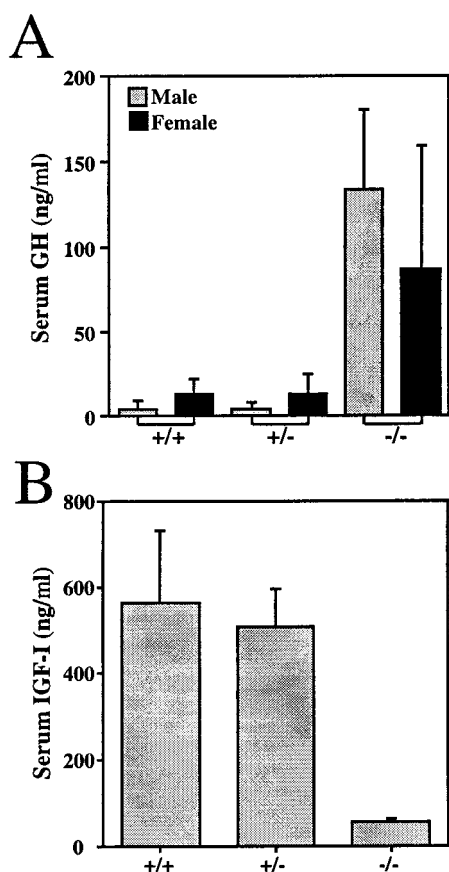 A
Serum GH (ng/ml)
200
150
100
50
0
Male
Female
+/+ +/- -/-
B
Serum IGF-I (ng/ml)
800
600
400
200
0
+/+ +/- -/-